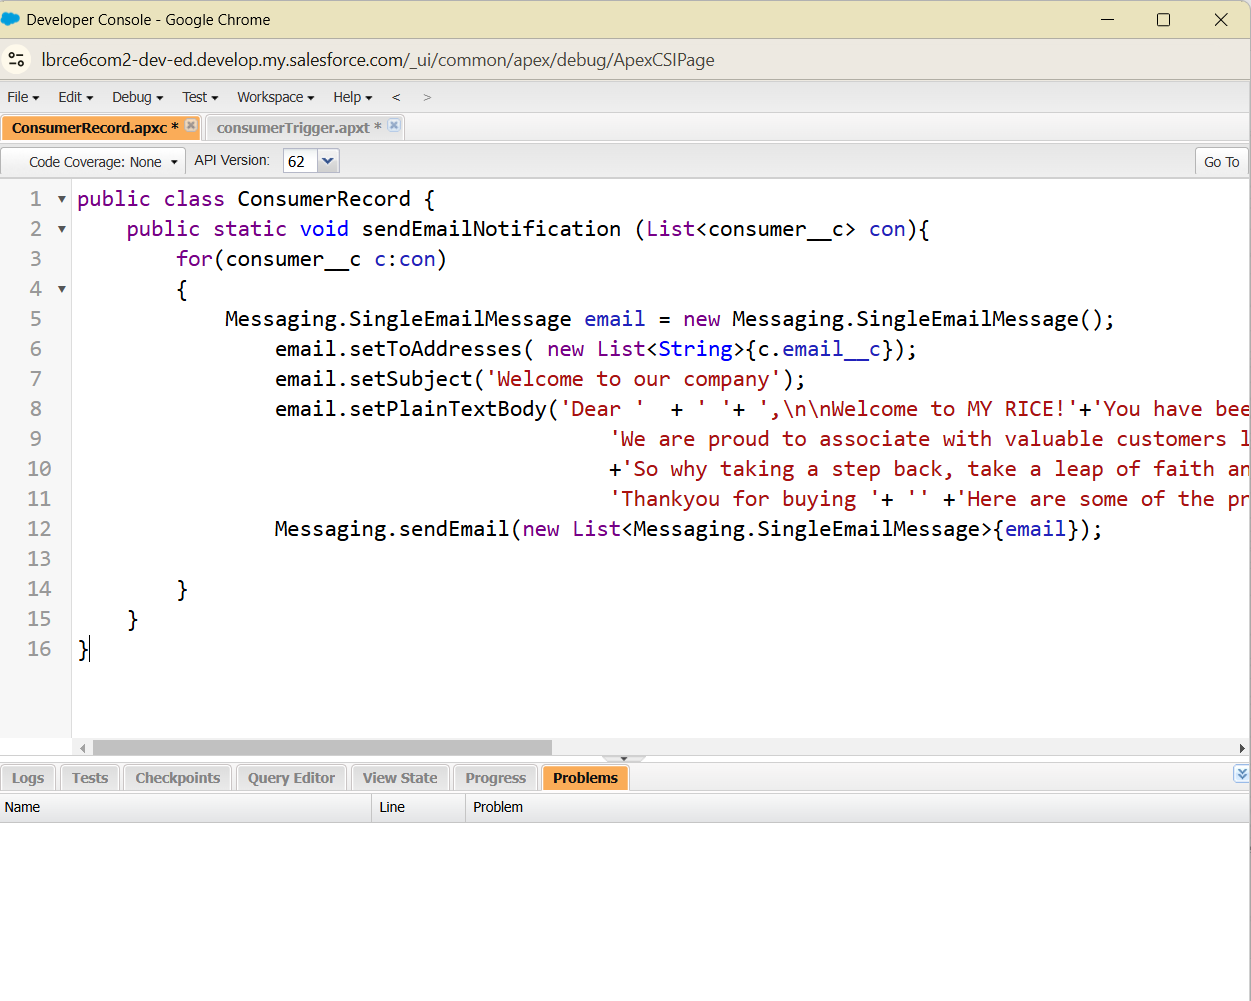 Developer Console - Google Chrome
lbrce6com2-dev-ed.develop.my.salesforce.com/_ui/common/apex/debug/ApexCSIPage
File Edit Debug Test Workspace Help < >
ConsumerRecord.apxc * consumerTrigger.apxt *
Code Coverage: None API Version: 62 Go To
1 public class ConsumerRecord {
2 public static void sendEmailNotification (List<consumer__c> con){
3 for(consumer__c c:con)
4 {
5 Messaging.SingleEmailMessage email = new Messaging.SingleEmailMessage();
6 email.setToAddresses( new List<String>{c.email__c});
7 email.setSubject('Welcome to our company');
8 email.setPlainTextBody('Dear ' + ' '+ ',\n\nWelcome to MY RICE!'+'You have bee
9 'We are proud to associate with valuable customers l
10 +'So why taking a step back, take a leap of faith an
11 'Thankyou for buying '+ '' +'Here are some of the pr
12 Messaging.sendEmail(new List<Messaging.SingleEmailMessage>{email});
13
14 }
15 }
16 }
Logs Tests Checkpoints Query Editor View State Progress Problems
Name Line Problem